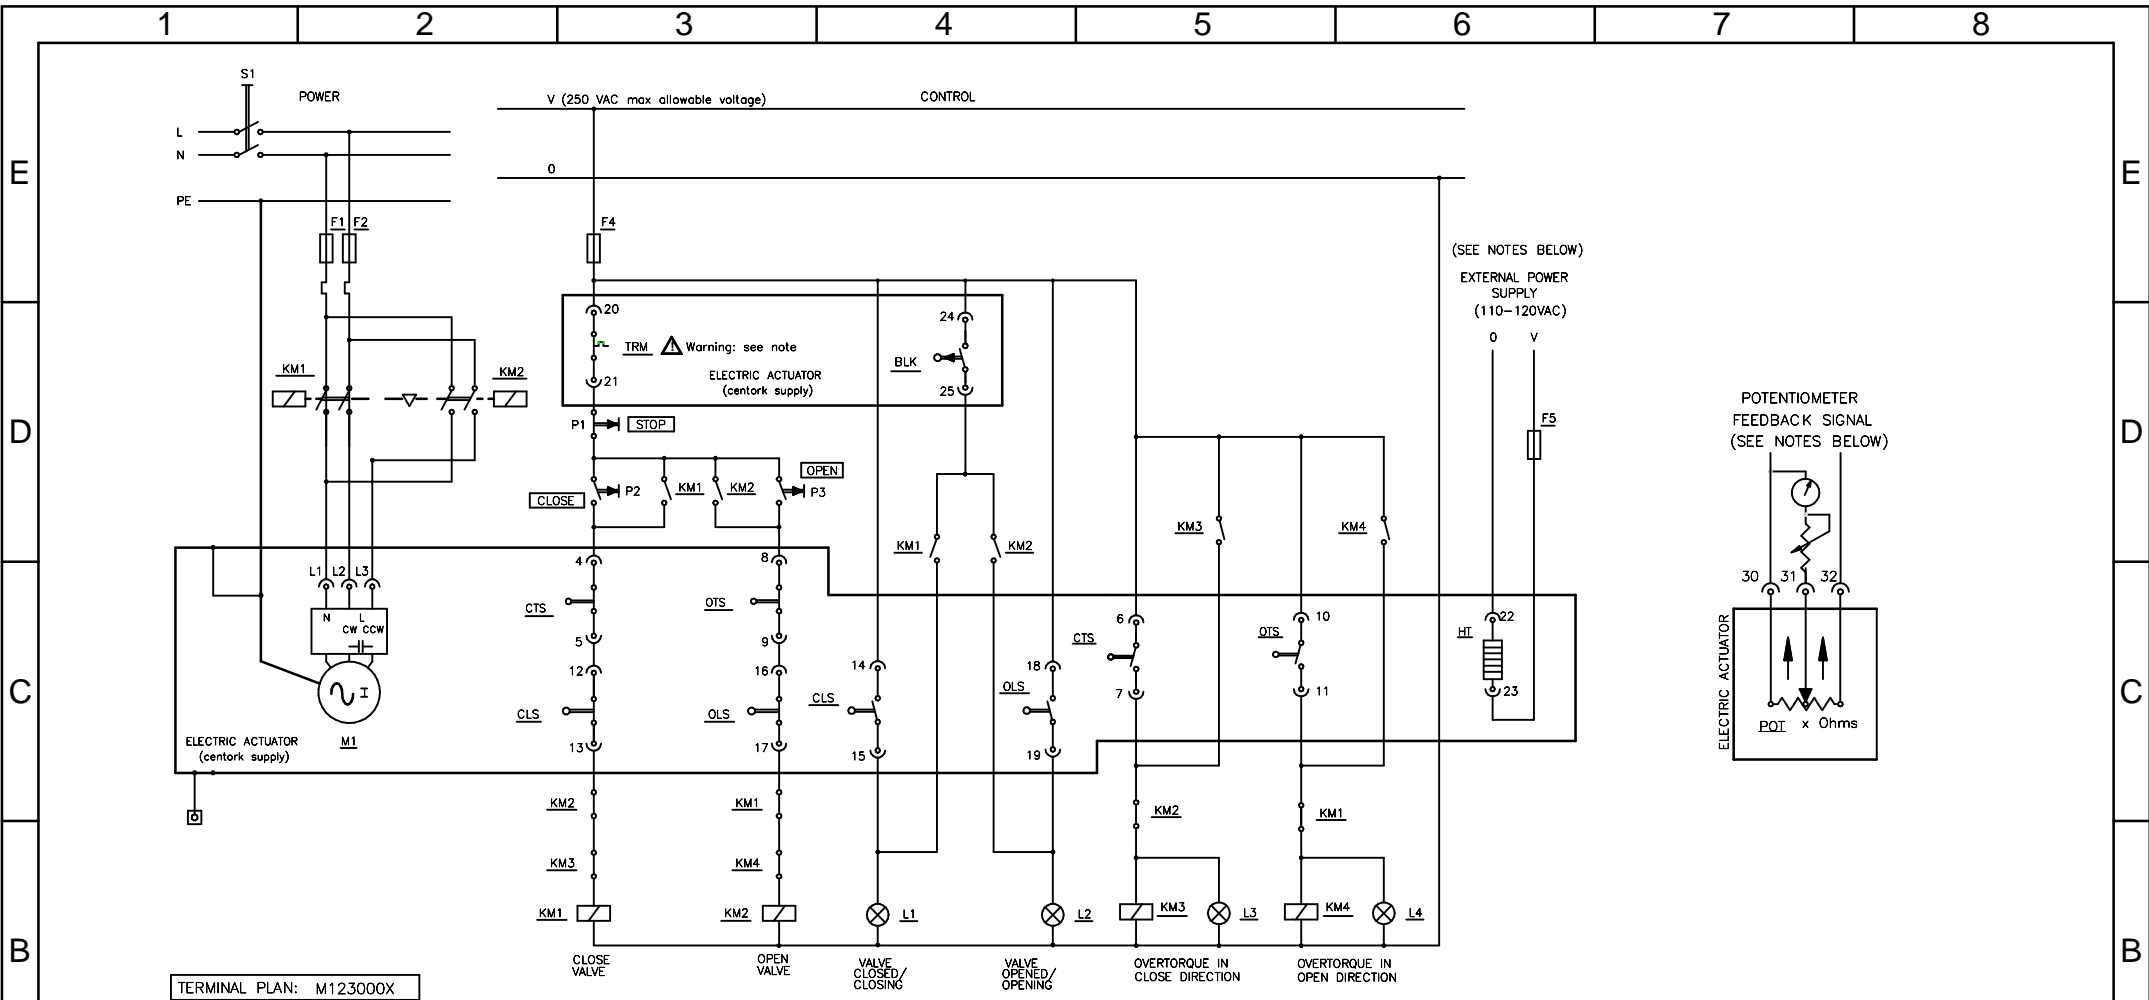 1 2 3 4 5 6 7 8
S1
POWER
V (250 VAC max allowable voltage)
CONTROL
L
N
E
0
E
PE
F1 F2
F4
(SEE NOTES BELOW)
EXTERNAL POWER
SUPPLY
(110-120VAC)
0 V
20
TRM
Warning: see note
21
ELECTRIC ACTUATOR
(centork supply)
24
BLK
25
KM1
KM2
D
P1
STOP
F5
POTENTIOMETER
FEEDBACK SIGNAL
(SEE NOTES BELOW)
D
CLOSE
P2
KM1
KM2
OPEN
P3
KM1
KM2
KM3
KM4
L1 L2 L3
4
8
30 31 32
N L
CW CCW
CTS
OTS
5
9
6
CTS
7
10
OTS
11
22
HT
23
12
16
14
18
C
CLS
OLS
CLS
OLS
C
I
M1
13
17
15
19
ELECTRIC ACTUATOR
(centork supply)
ELECTRIC ACTUATOR
POT x Ohms
KM2
KM1
KM2
KM1
KM3
KM4
KM1
KM2
L1
L2
KM3
L3
KM4
L4
B
CLOSE
VALVE
OPEN
VALVE
VALVE
CLOSED/
CLOSING
VALVE
OPENED/
OPENING
OVERTORQUE IN
CLOSE DIRECTION
OVERTORQUE IN
OPEN DIRECTION
B
TERMINAL PLAN: M123000X